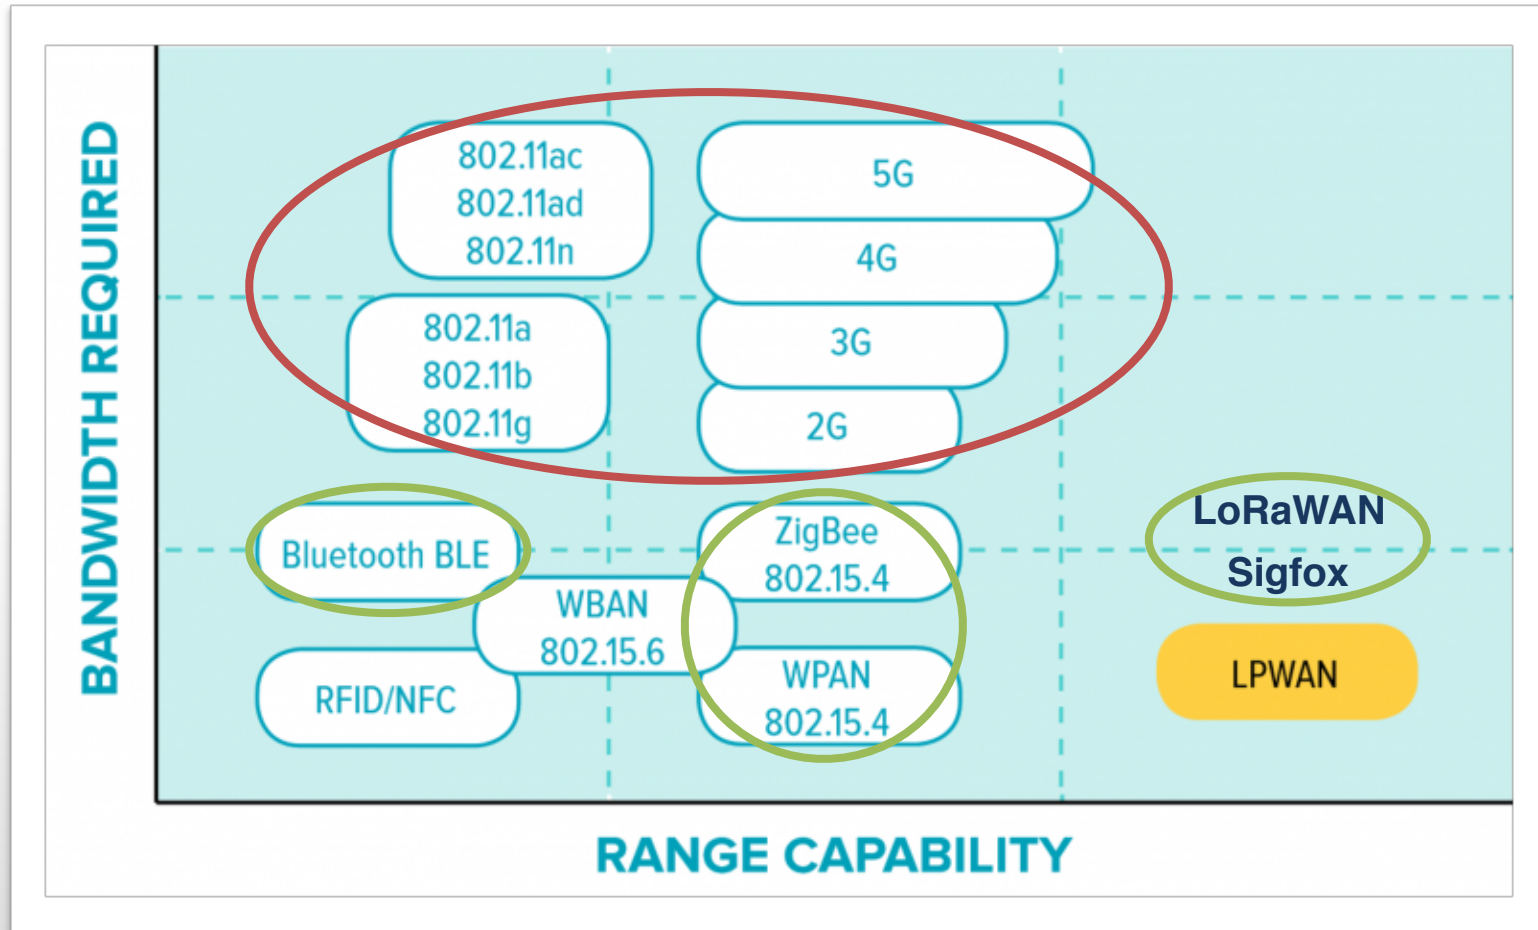 BANDWIDTH REQUIRED
802.11ac
802.11ad
802.11n
802.11a
802.11b
802.11g
5G
4G
3G
2G
Bluetooth BLE
WBAN
802.15.6
RFID/NFC
ZigBee
802.15.4
WPAN
802.15.4
LoRaWAN
Sigfox
LPWAN
RANGE CAPABILITY